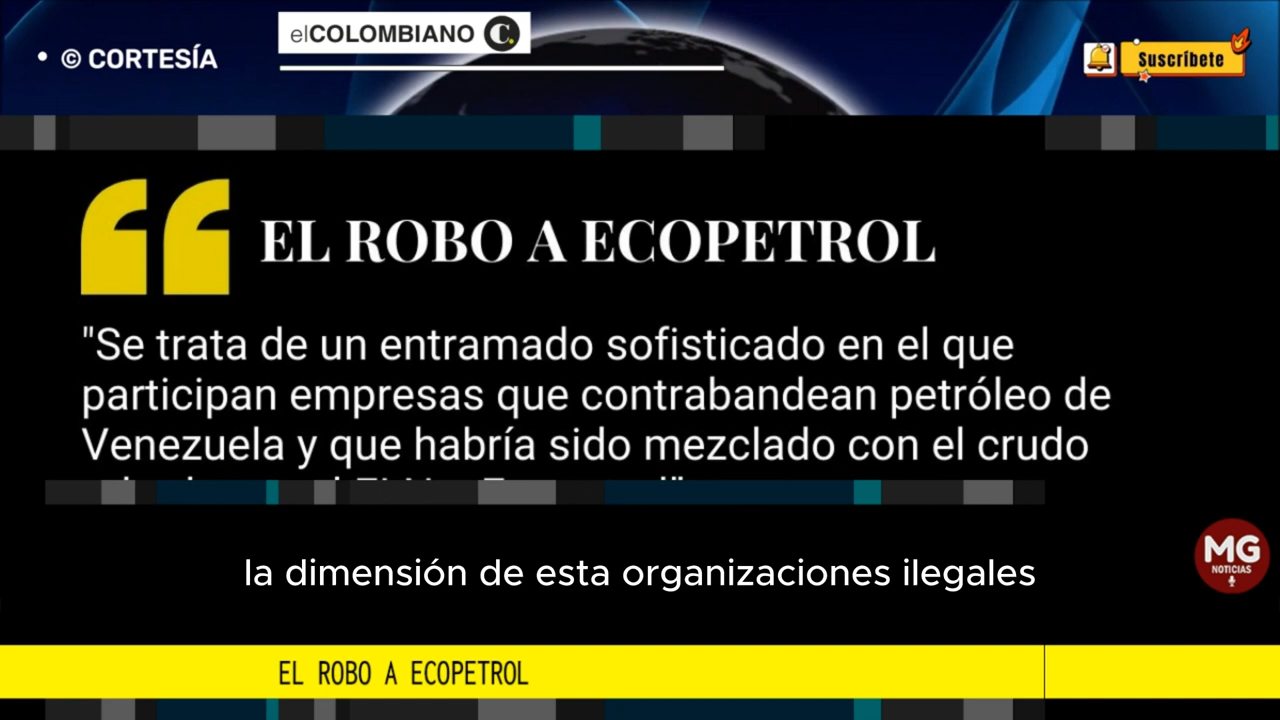 • © CORTESÍA
elCOLOMBIANO C.
Suscríbete
EL ROBO A ECOPETROL
"Se trata de un entramado sofisticado en el que
participan empresas que contrabandean petróleo de
Venezuela y que habría sido mezclado con el crudo
la dimensión de esta organizaciones ilegales
MG
NOTICIAS
EL ROBO A ECOPETROL